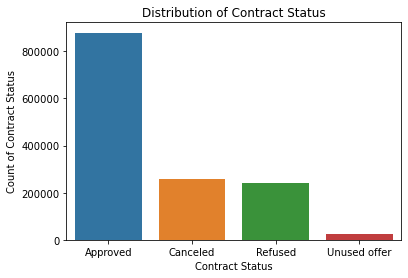 Distribution of Contract Status
Count of Contract Status
800000
600000
400000
200000
0
Approved Canceled Refused Unused offer
Contract Status